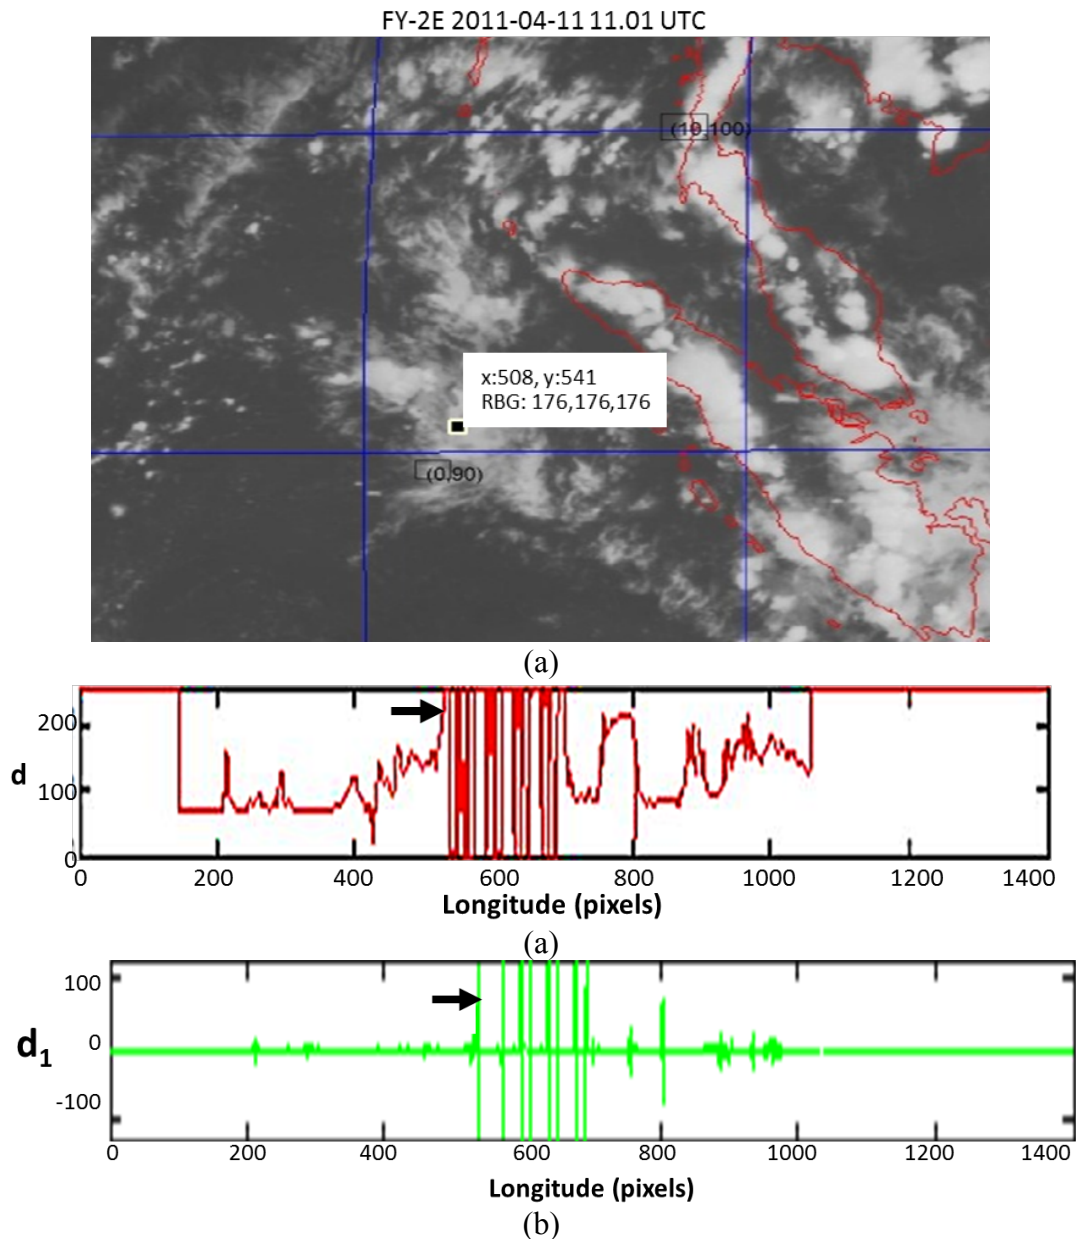 FY-2E 2011-04-11 11.01 UTC
(10,100)
x:508, y:541
RBG: 176,176,176
(0,90)
(a)
200
d
100
0
0 200 400 600 800 1000 1200 1400
Longitude (pixels)
(a)
100
d1
0
-100
0 200 400 600 800 1000 1200 1400
Longitude (pixels)
(b)